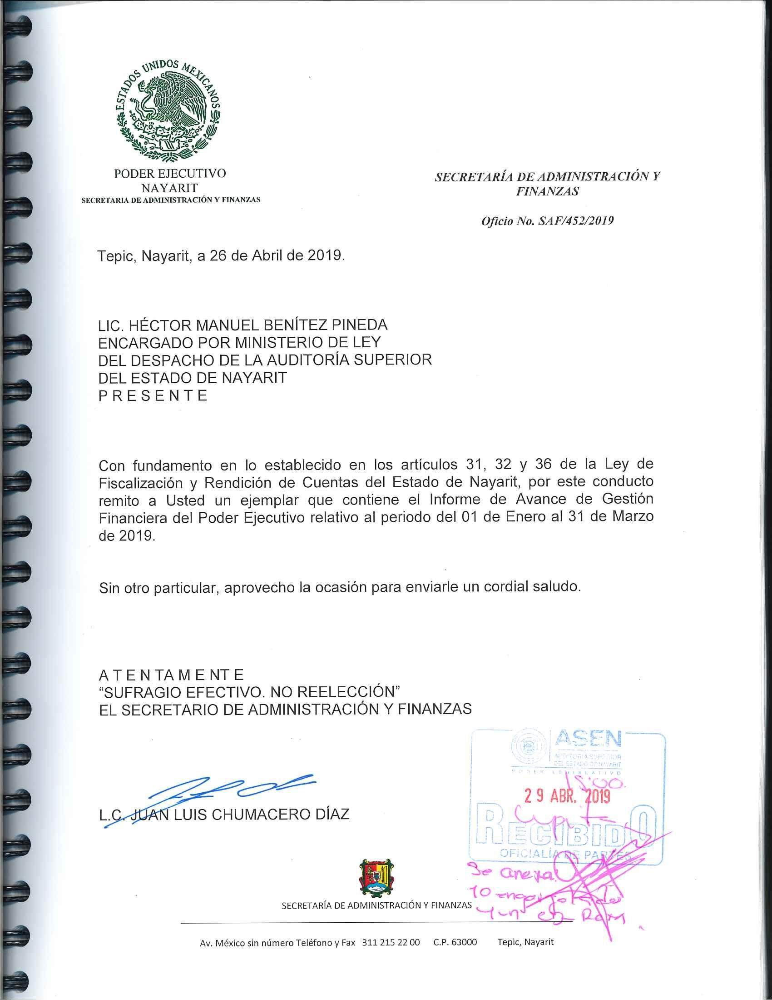 ESTADOS UNIDOS MEXICANOS
PODER EJECUTIVO
NAYARIT
SECRETARIA DE ADMINISTRACIÓN Y FINANZAS
SECRETARÍA DE ADMINISTRACIÓN Y
FINANZAS
Oficio No. SAF/452/2019
Tepic, Nayarit, a 26 de Abril de 2019.
LIC. HÉCTOR MANUEL BENÍTEZ PINEDA
ENCARGADO POR MINISTERIO DE LEY
DEL DESPACHO DE LA AUDITORÍA SUPERIOR
DEL ESTADO DE NAYARIT
P R E S E N T E
Con fundamento en lo establecido en los artículos 31, 32 y 36 de la Ley de
Fiscalización y Rendición de Cuentas del Estado de Nayarit, por este conducto
remito a Usted un ejemplar que contiene el Informe de Avance de Gestión
Financiera del Poder Ejecutivo relativo al periodo del 01 de Enero al 31 de Marzo
de 2019.
Sin otro particular, aprovecho la ocasión para enviarle un cordial saludo.
A T E N TA M E NT E
“SUFRAGIO EFECTIVO. NO REELECCIÓN”
EL SECRETARIO DE ADMINISTRACIÓN Y FINANZAS
L.C. JUAN LUIS CHUMACERO DÍAZ
ASEN
AUDITORÍA SUPERIOR
DEL ESTADO DE NAYARIT
PODER LEGISLATIVO
29 ABR. 2019
RECIBIDO
OFICIALÍA DE PARTES
Se anexa
10
SECRETARÍA DE ADMINISTRACIÓN Y FINANZAS
Av. México sin número Teléfono y Fax 311 215 22 00 C.P. 63000 Tepic, Nayarit